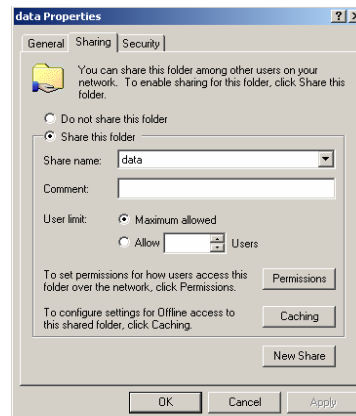 data Properties
General Sharing Security
You can share this folder among other users on your
network. To enable sharing for this folder, click Share this
folder.
Do not share this folder
Share this folder
Share name: data
Comment:
User limit: Maximum allowed
Allow Users
To set permissions for how users access this
folder over the network, click Permissions.
Permissions
To configure settings for Offline access to
this shared folder, click Caching.
Caching
New Share
OK Cancel Apply